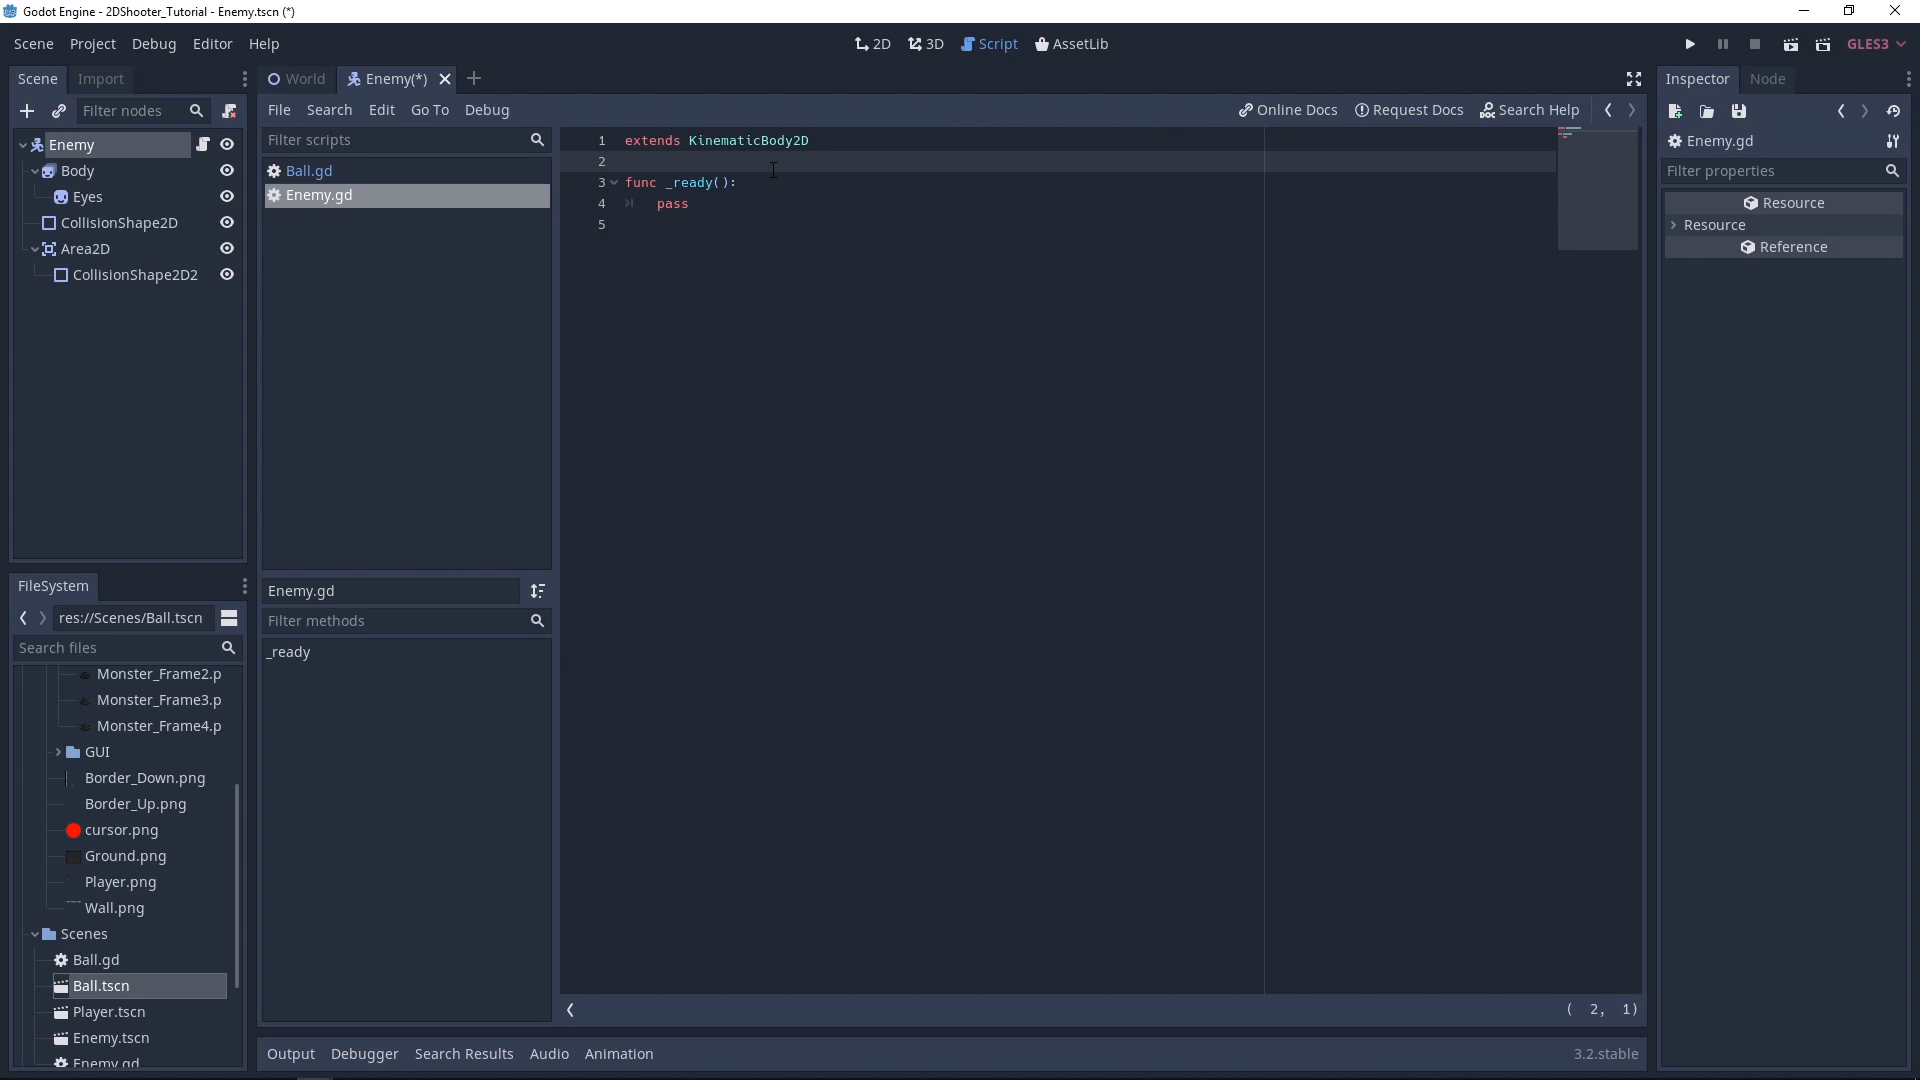 Godot Engine - 2DShooter_Tutorial - Enemy.tscn (*)
Scene Project Debug Editor Help
2D 3D Script AssetLib
GLES3
Scene Import
Filter nodes
Enemy
Body
Eyes
CollisionShape2D
Area2D
CollisionShape2D2
FileSystem
res://Scenes/Ball.tscn
Search files
Monster_Frame2.p
Monster_Frame3.p
Monster_Frame4.p
GUI
Border_Down.png
Border_Up.png
cursor.png
Ground.png
Player.png
Wall.png
Scenes
Ball.gd
Ball.tscn
Player.tscn
Enemy.tscn
Enemy.gd
World Enemy(*)
File Search Edit Go To Debug
Online Docs Request Docs Search Help
Filter scripts
Ball.gd
Enemy.gd
Enemy.gd
Filter methods
_ready
1 extends KinematicBody2D
2
3 func _ready():
4 pass
5
( 2, 1)
Output Debugger Search Results Audio Animation
3.2.stable
Inspector Node
Enemy.gd
Filter properties
Resource
Resource
Reference